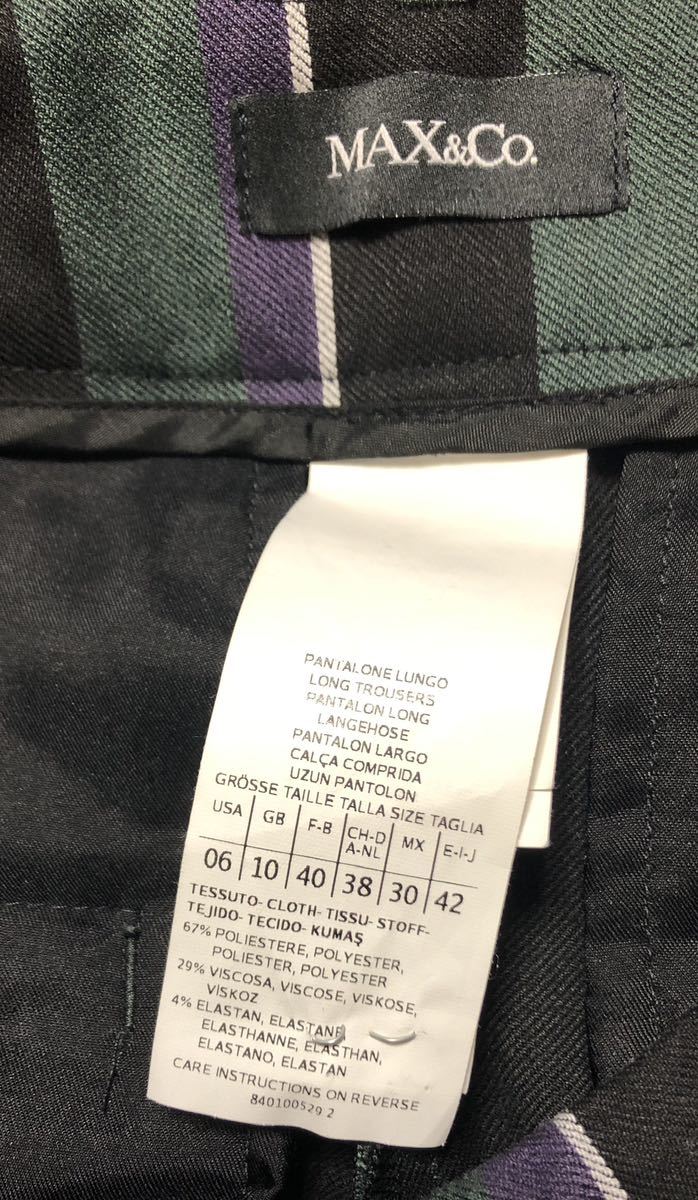 MAX&Co.
PANTALONE LUNGO
LONG TROUSERS
PANTALON LONG
LANGEHOSE
PANTALON LARGO
CALÇA COMPRIDA
UZUN PANTOLON
GRÖSSE TAILLE TALLA SIZE TAGLIA
USA GB F-B CH-D A-NL MX E-I-J
06 10 40 38 30 42
TESSUTO- CLOTH- TISSU- STOFF-
TEJIDO- TECIDO- KUMAŞ
67% POLIESTERE, POLYESTER,
POLIESTER, POLYESTER
29% VISCOSA, VISCOSE, VISKOSE,
VİSKOZ
4% ELASTAN, ELASTANE
ELASTHANNE, ELASTHAN,
ELASTANO, ELASTAN
CARE INSTRUCTIONS ON REVERSE
840100529 2